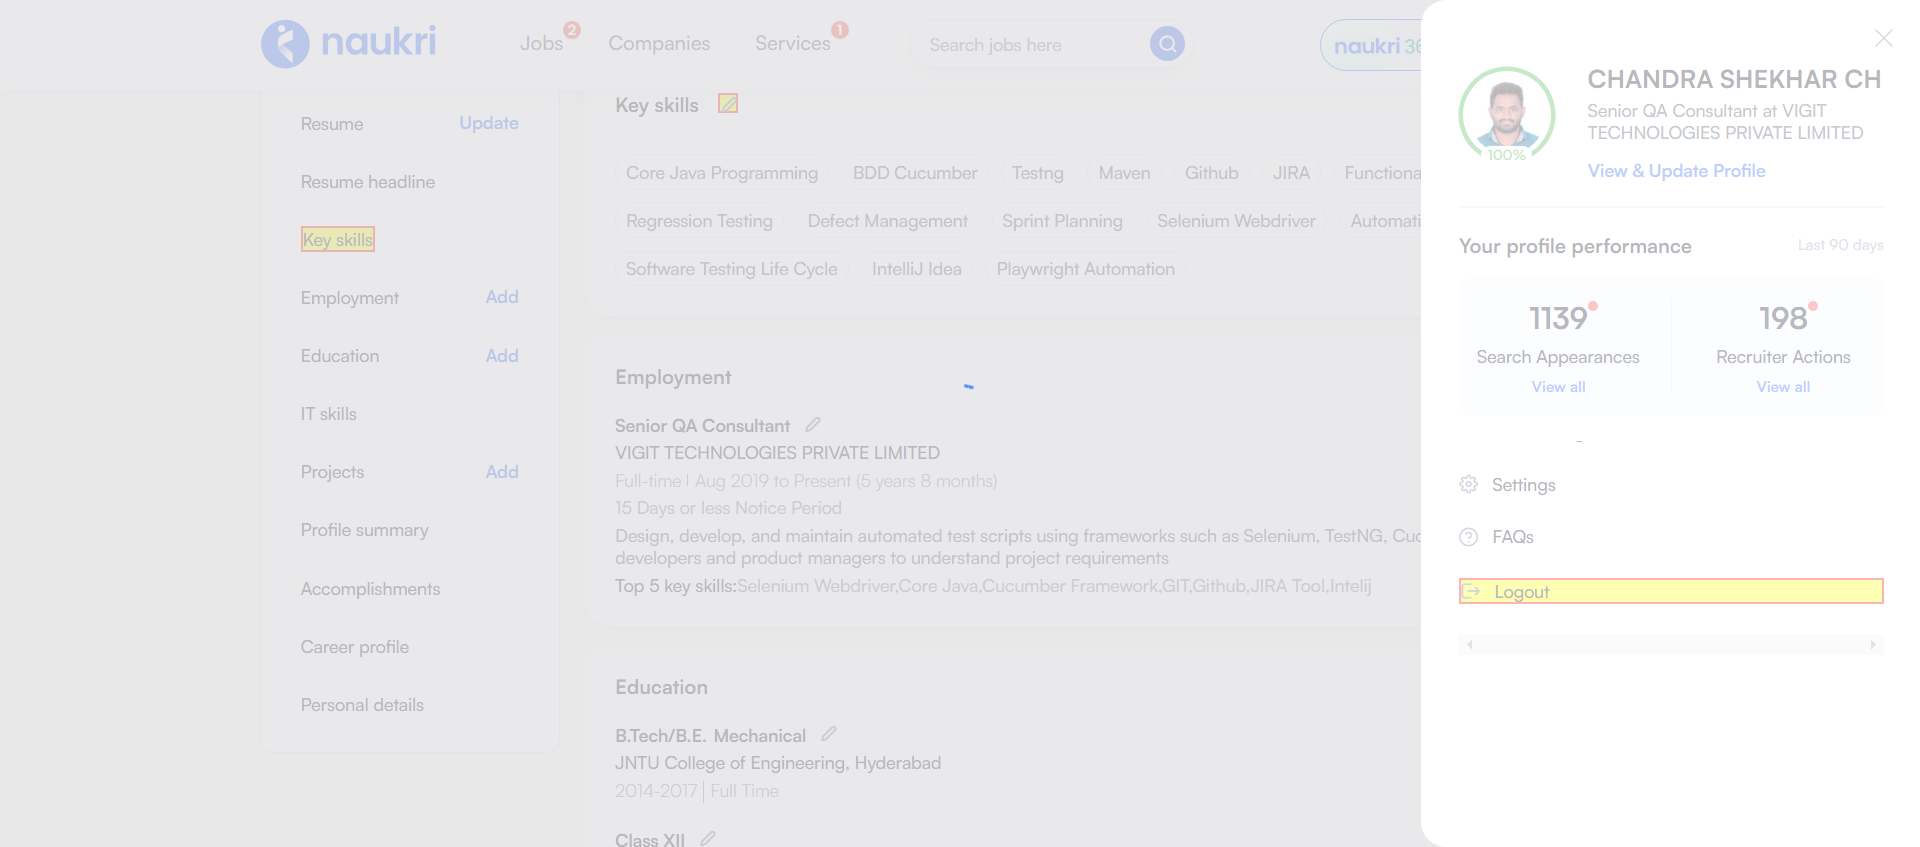 naukri
Jobs 2
Companies
Services 1
Search jobs here
naukri 36
Resume
Update
Resume headline
Key skills
Employment
Add
Education
Add
IT skills
Projects
Add
Profile summary
Accomplishments
Career profile
Personal details
Key skills
Core Java Programming BDD Cucumber Testng Maven Github JIRA Functiona
Regression Testing Defect Management Sprint Planning Selenium Webdriver Automati
Software Testing Life Cycle IntelliJ Idea Playwright Automation
Employment
Senior QA Consultant
VIGIT TECHNOLOGIES PRIVATE LIMITED
Full-time | Aug 2019 to Present (5 years 8 months)
15 Days or less Notice Period
Design, develop, and maintain automated test scripts using frameworks such as Selenium, TestNG, Cuc
developers and product managers to understand project requirements
Top 5 key skills:Selenium Webdriver,Core Java,Cucumber Framework,GIT,Github,JIRA Tool,Intelij
Education
B.Tech/B.E. Mechanical
JNTU College of Engineering, Hyderabad
2014-2017 | Full Time
Class XII
100%
CHANDRA SHEKHAR CH
Senior QA Consultant at VIGIT
TECHNOLOGIES PRIVATE LIMITED
View & Update Profile
Your profile performance
Last 90 days
1139
Search Appearances
View all
198
Recruiter Actions
View all
-
Settings
FAQs
Logout